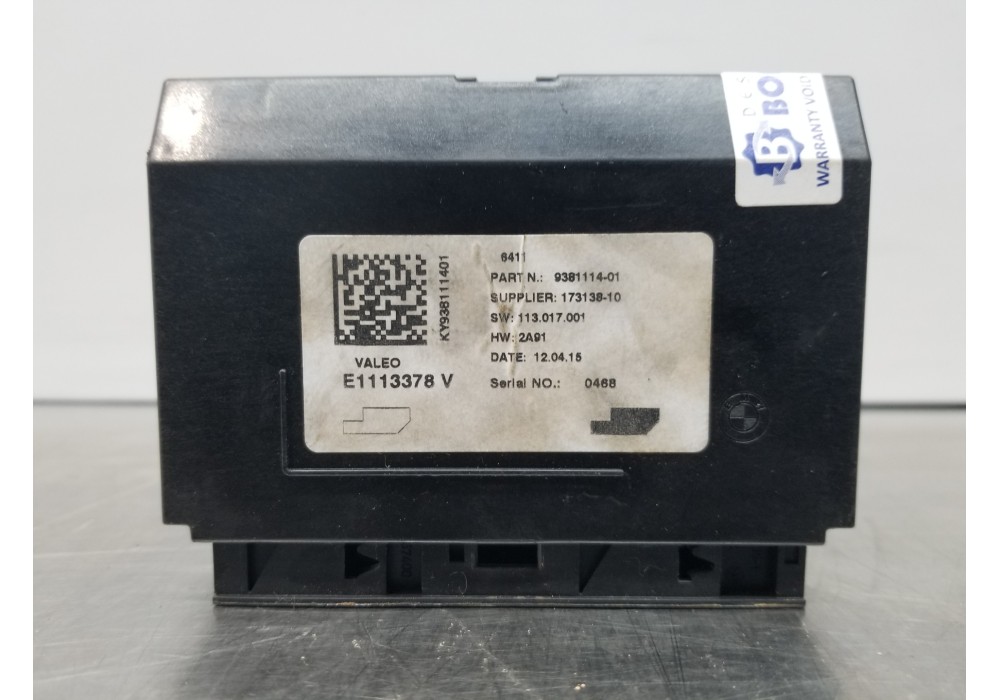 BO
WARRANTY VOID
KY938111401
VALEO
E1113378 V
6411
PART N.: 9381114-01
SUPPLIER: 173138-10
SW: 113.017.001
HW: 2A91
DATE: 12.04.15
Serial NO.: 0468